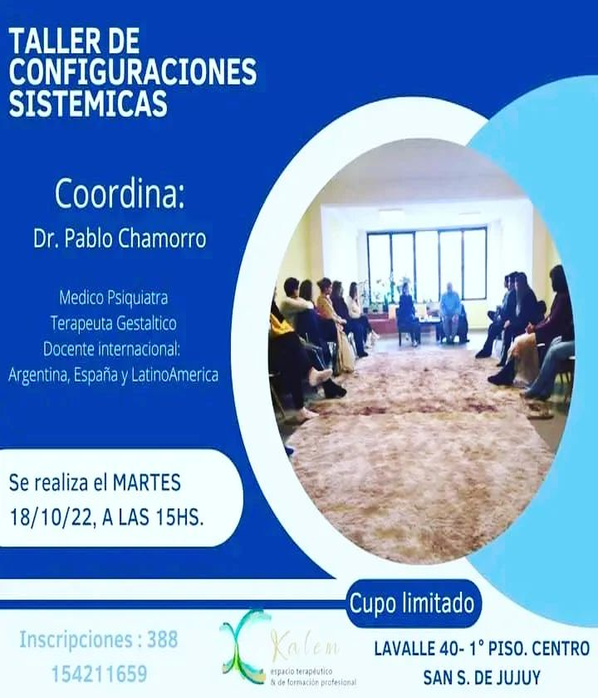 TALLER DE
CONFIGURACIONES
SISTEMICAS
Coordina:
Dr. Pablo Chamorro
Medico Psiquiatra
Terapeuta Gestaltico
Docente internacional:
Argentina, España y LatinoAmerica
Se realiza el MARTES
18/10/22, A LAS 15HS.
Cupo limitado
Inscripciones : 388
154211659
Kalem
espacio terapéutico
& de formación profesional
LAVALLE 40- 1° PISO. CENTRO
SAN S. DE JUJUY